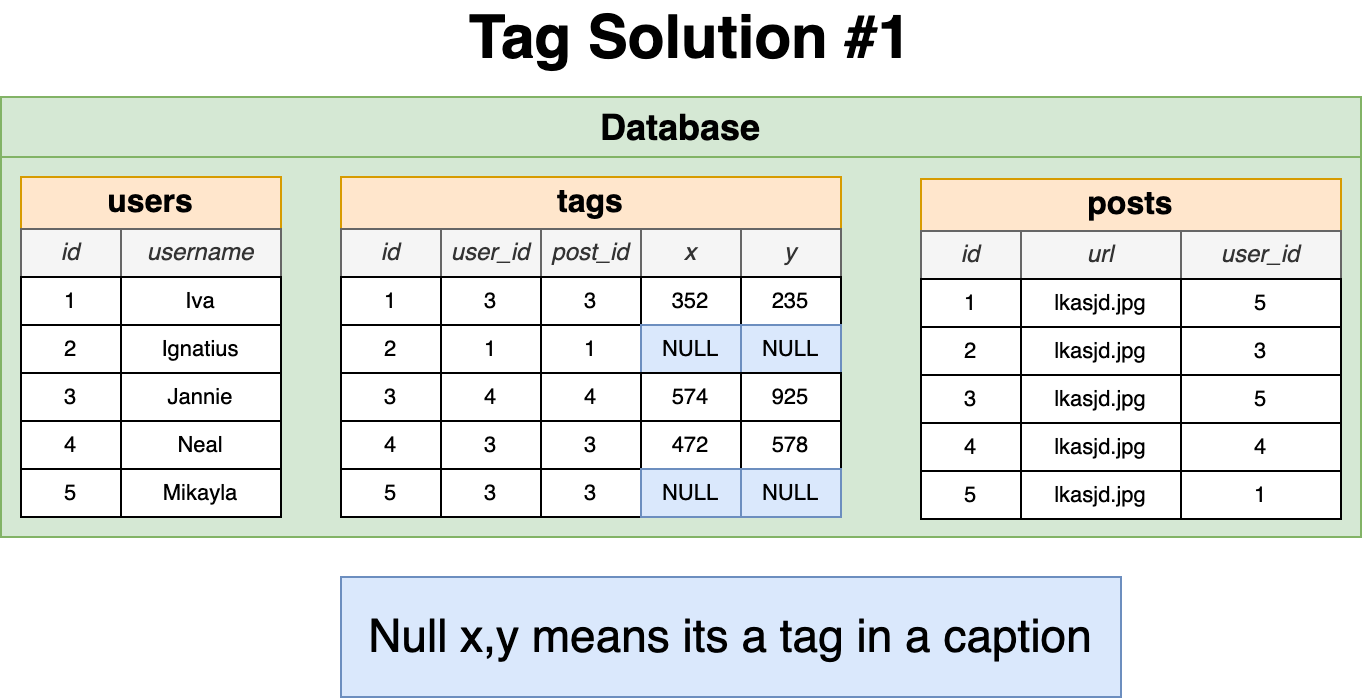 Tag Solution #1
Database
users
id username
1 Iva
2 Ignatius
3 Jannie
4 Neal
5 Mikayla
tags
id user_id post_id x y
1 3 3 352 235
2 1 1 NULL NULL
3 4 4 574 925
4 3 3 472 578
5 3 3 NULL NULL
posts
id url user_id
1 lkasjd.jpg 5
2 lkasjd.jpg 3
3 lkasjd.jpg 5
4 lkasjd.jpg 4
5 lkasjd.jpg 1
Null x,y means its a tag in a caption